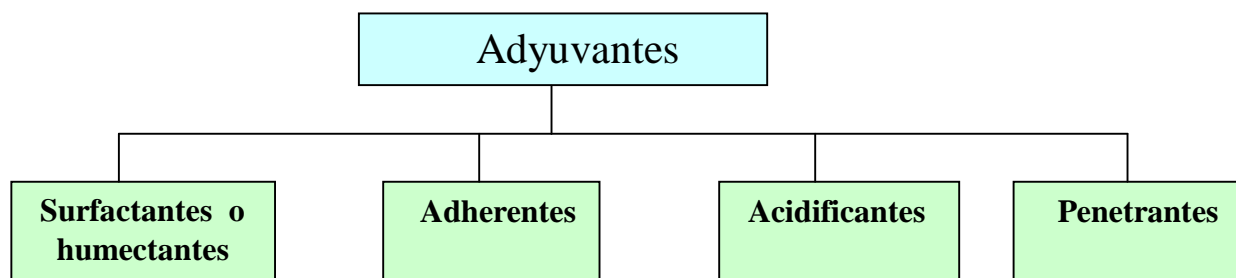 Adyuvantes
Surfactantes o
humectantes
Adherentes
Acidificantes
Penetrantes